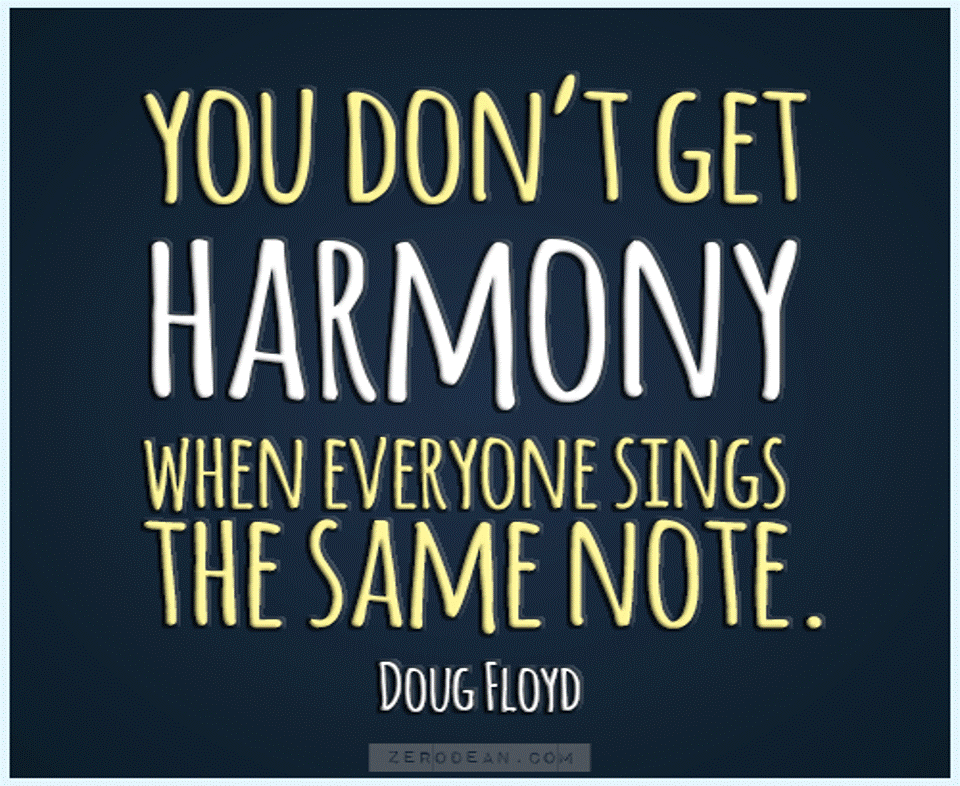 YOU DON'T GET
HARMONY
WHEN EVERYONE SINGS
THE SAME NOTE.
DOUG FLOYD
ZERODEAN.COM